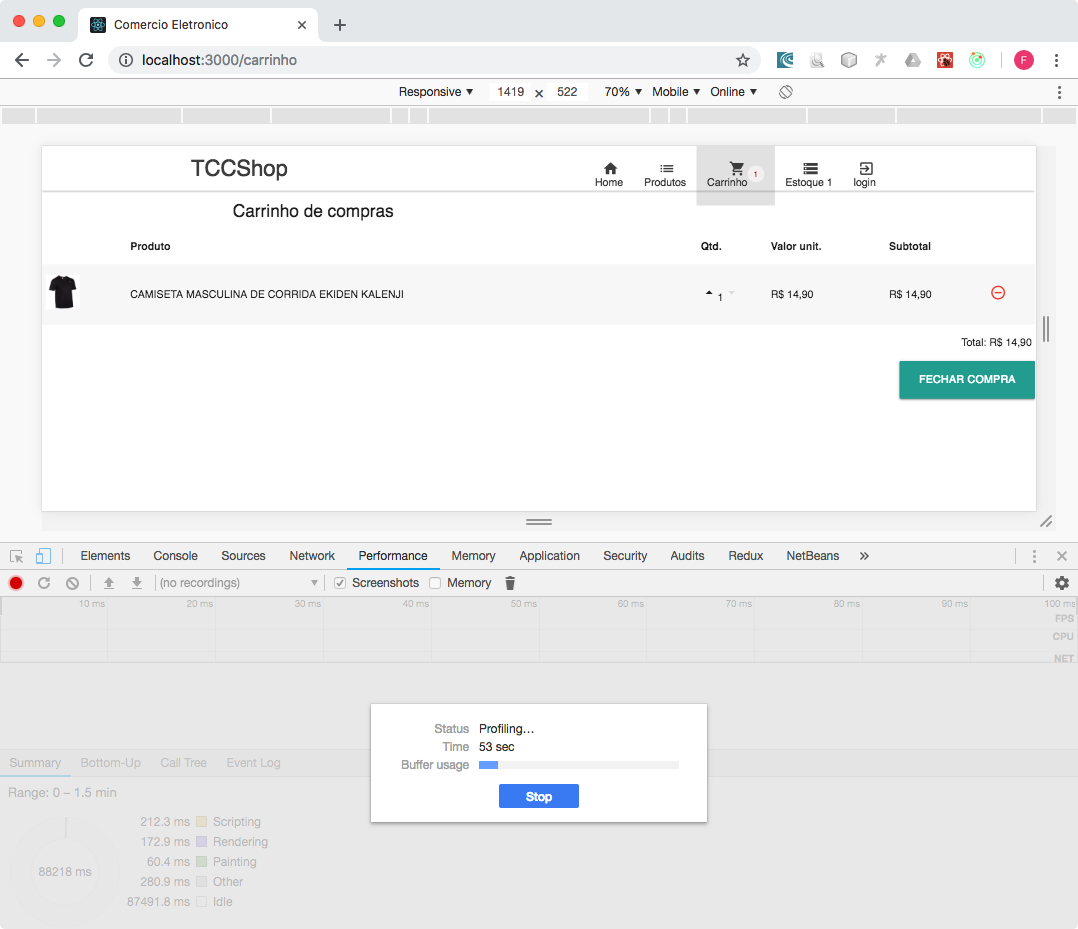 Comercio Eletronico
localhost:3000/carrinho
F
Responsive ▼ 1419 × 522 70% ▼ Mobile ▼ Online ▼
TCCShop
Home Produtos Carrinho 1 Estoque 1 login
Carrinho de compras
Produto Qtd. Valor unit. Subtotal
CAMISETA MASCULINA DE CORRIDA EKIDEN KALENJI 1 R$ 14,90 R$ 14,90
Total: R$ 14,90
FECHAR COMPRA
Elements Console Sources Network Performance Memory Application Security Audits Redux NetBeans »
(no recordings) ▼ Screenshots Memory
10 ms 20 ms 30 ms 40 ms 50 ms 60 ms 70 ms 80 ms 90 ms 100 ms
FPS
CPU
NET
Status Profiling…
Time 53 sec
Buffer usage
Stop
Summary Bottom-Up Call Tree Event Log
Range: 0 – 1.5 min
212.3 ms Scripting
172.9 ms Rendering
60.4 ms Painting
88218 ms
280.9 ms Other
87491.8 ms Idle